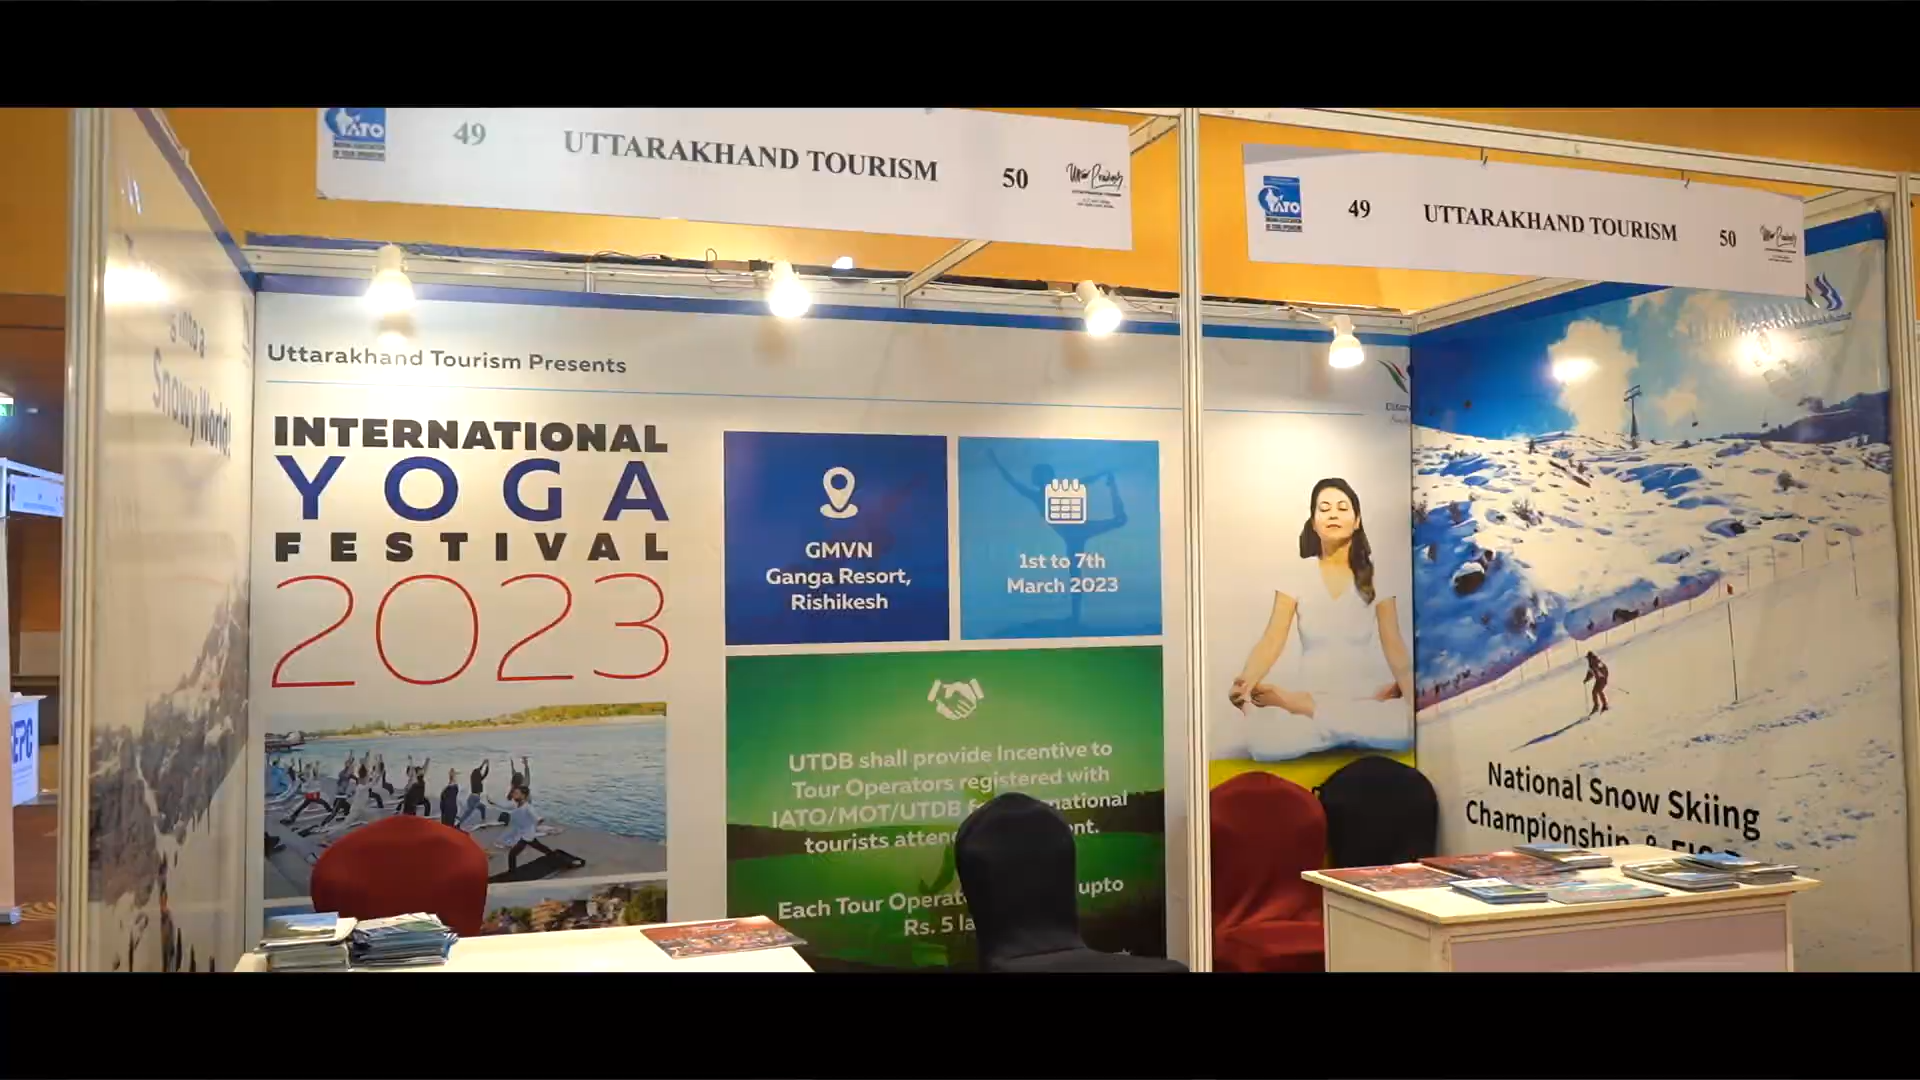 IATO
49 UTTARAKHAND TOURISM 50
IATO
49 UTTARAKHAND TOURISM 50
Snowy World!
Uttarakhand Tourism Presents
INTERNATIONAL
YOGA
FESTIVAL
2023
GMVN
Ganga Resort,
Rishikesh
1st to 7th
March 2023
UTDB shall provide Incentive to
Tour Operators registered with
IATO/MOT/UTDB
tourists
Each Tour upto
Rs. 5
National Snow Skiing
Championship &